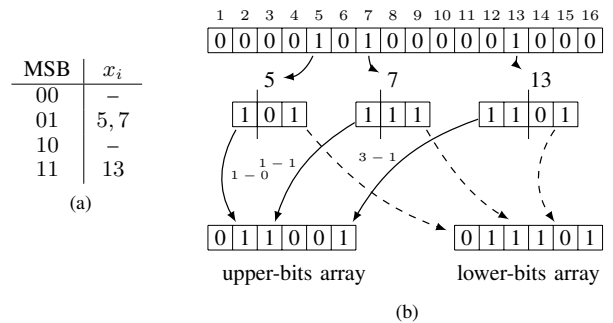 MSB x_i
00 –
01 5, 7
10 –
11 13
(a)
1 2 3 4 5 6 7 8 9 10 11 12 13 14 15 16
0 0 0 0 1 0 1 0 0 0 0 0 1 0 0 0
5 7 13
1 0 1 1 1 1 1 1 0 1
1 − 0 1 − 1 3 − 1
0 1 1 0 0 1 0 1 1 1 0 1
upper-bits array lower-bits array
(b)